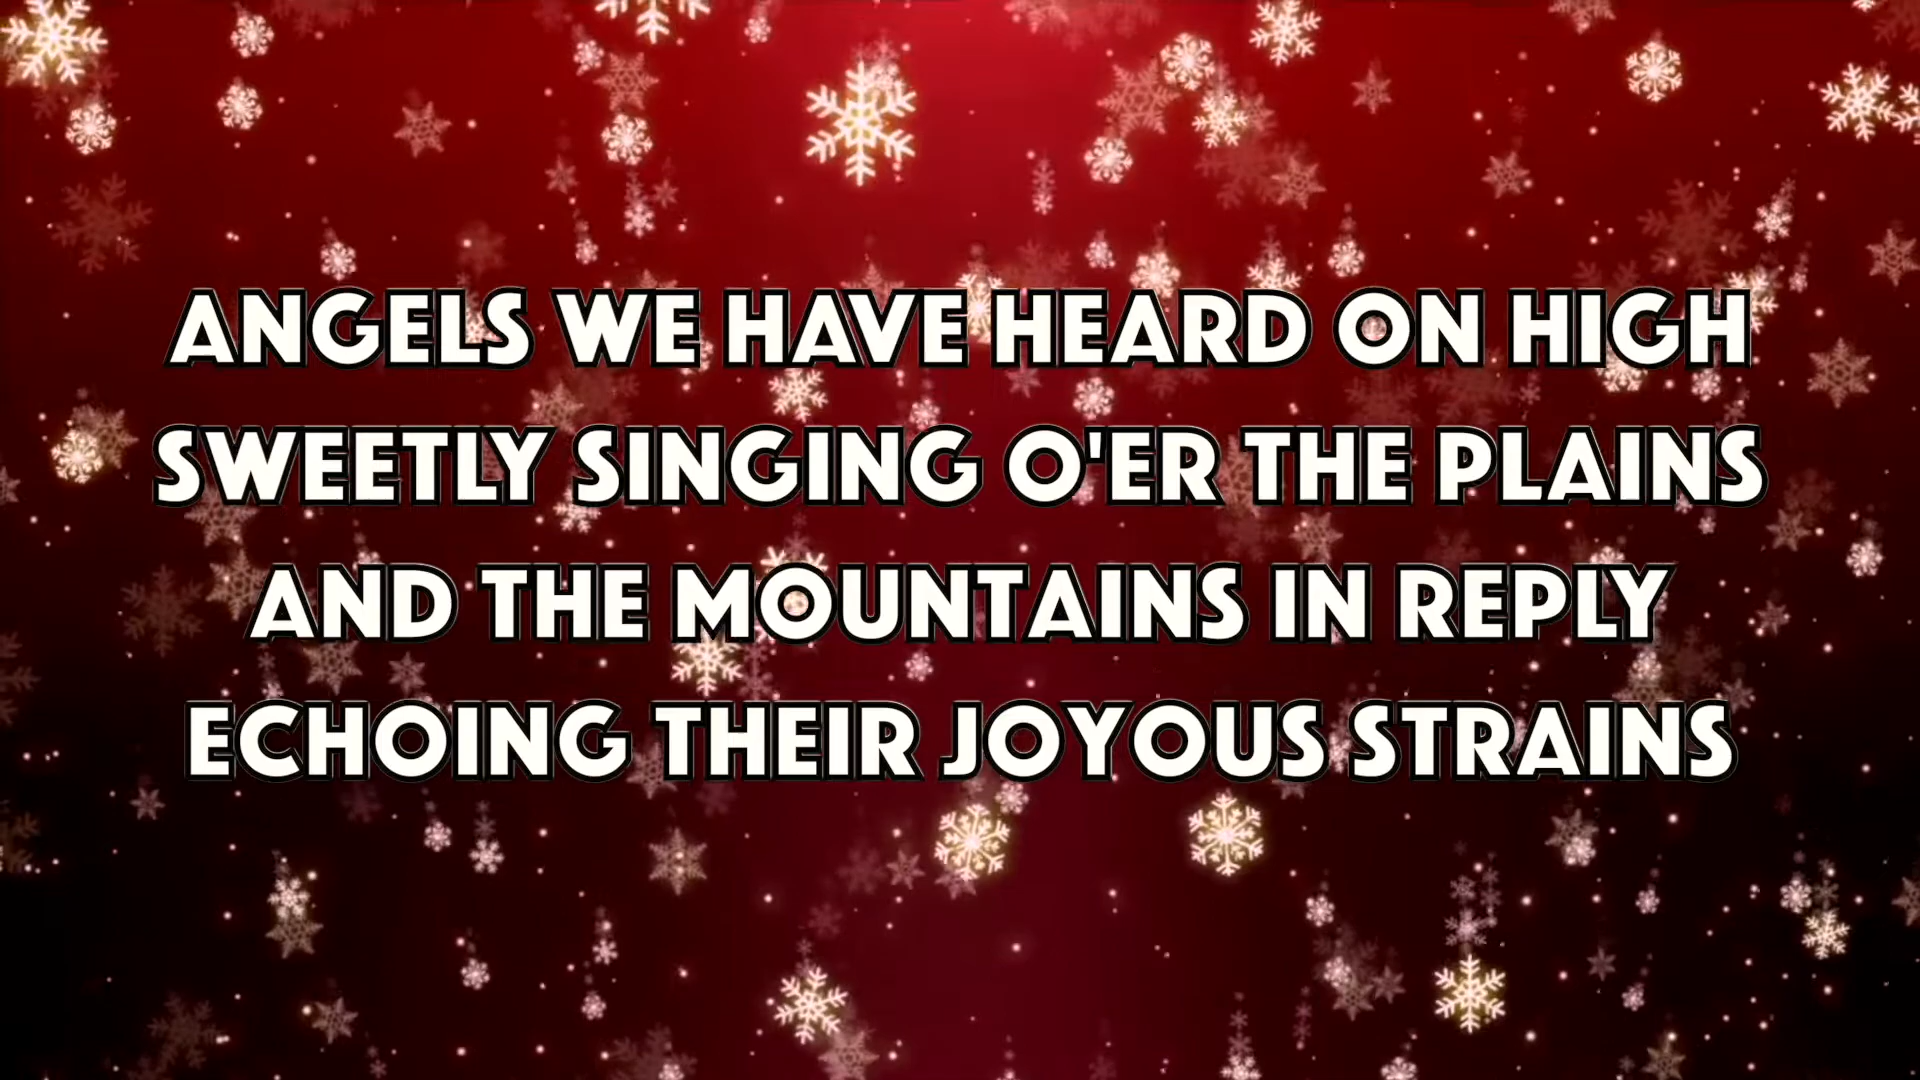 ANGELS WE HAVE HEARD ON HIGH
SWEETLY SINGING O'ER THE PLAINS
AND THE MOUNTAINS IN REPLY
ECHOING THEIR JOYOUS STRAINS